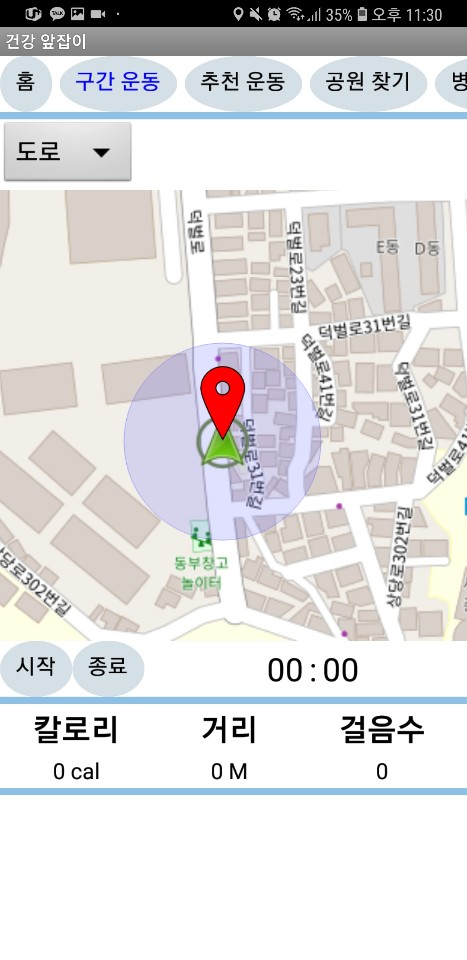 TALK 35% 오후 11:30
건강 앞잡이
홈 구간 운동 추천 운동 공원 찾기 병
도로
덕벌로
덕벌로23번길
E동 D동
덕벌로31번길
덕벌로41번길
덕벌로31번길
덕벌로4
덕벌로31번길
동부창고
놀이터
상당로302번길
상당로302번길
시작 종료 00:00
칼로리 거리 걸음수
0 cal 0 M 0